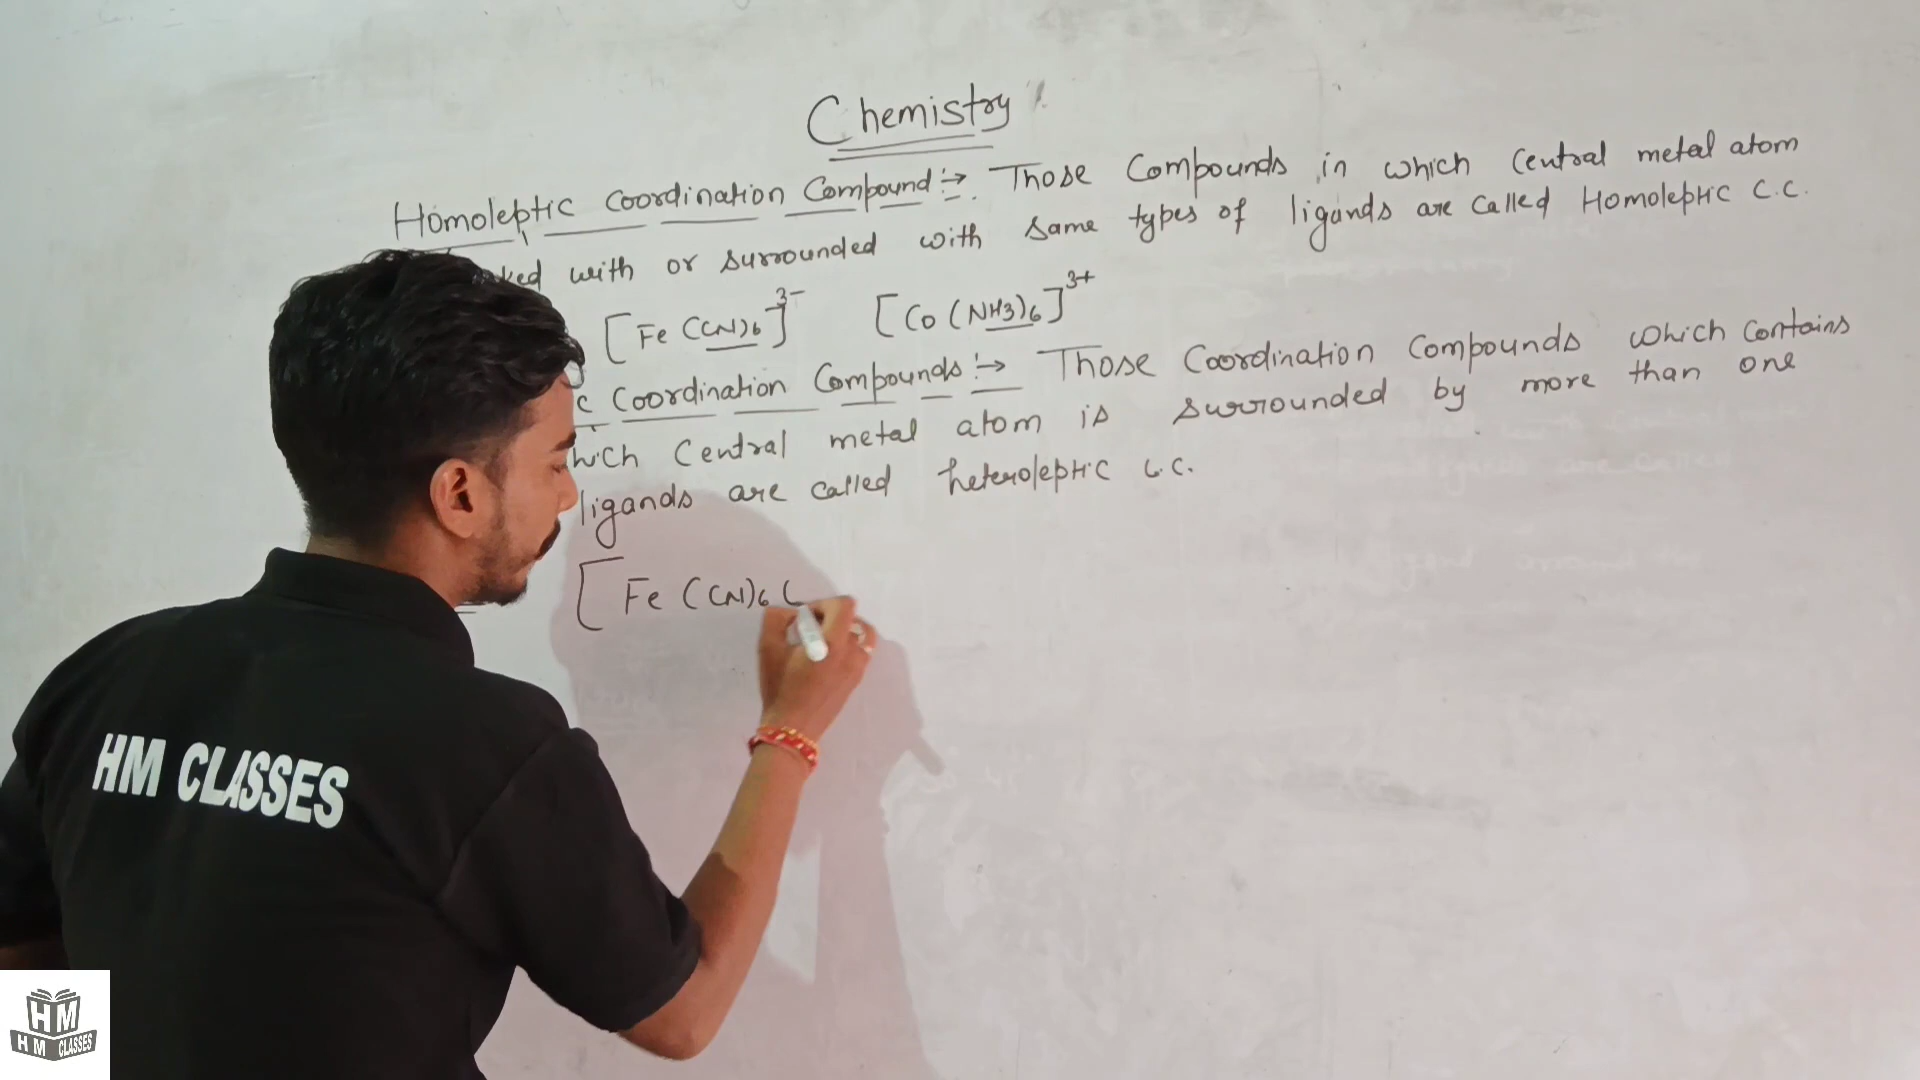 Chemistry
Homoleptic Coordination Compound :→ Those Compounds in which Central metal atom
with or surrounded with same types of ligands are called Homoleptic C.C.
[Fe (CN)6]3- [Co (NH3)6]3+
Coordination Compounds :→ Those Coordination Compounds which contains
Central metal atom is surrounded by more than one
ligands are called heteroleptic C.C.
[Fe (CN)6 (
HM CLASSES
HM
HM CLASSES